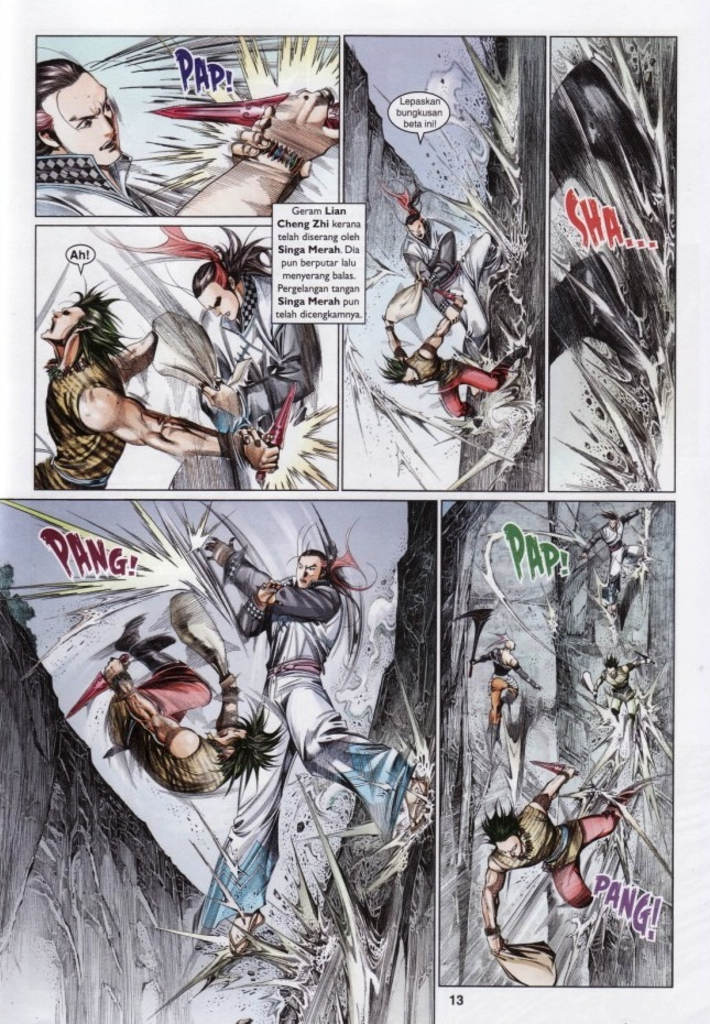 PAP!
Ah!
Geram Lian
Cheng Zhi kerana
telah diserang oleh
Singa Merah. Dia
pun berputar lalu
menyerang balas.
Pergelangan tangan
Singa Merah pun
telah dicengkamnya.
Lepaskan
bungkusan
beta ini!
SHA...
PANG!
PAP!
PANG!
13